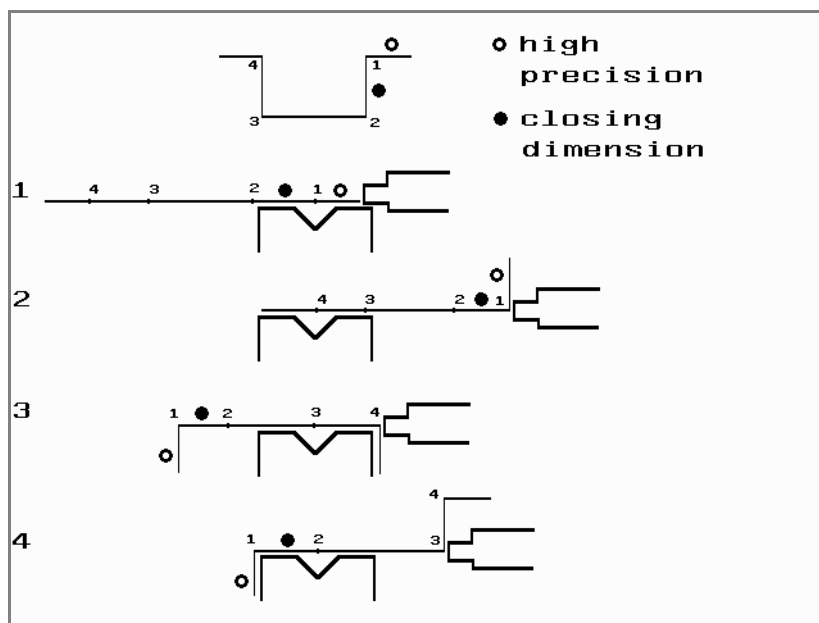 high
precision
closing
dimension
4 1
3 2
1 4 3 2 1
2 4 3 2 1
3 1 2 3 4
4
4 1 2 3